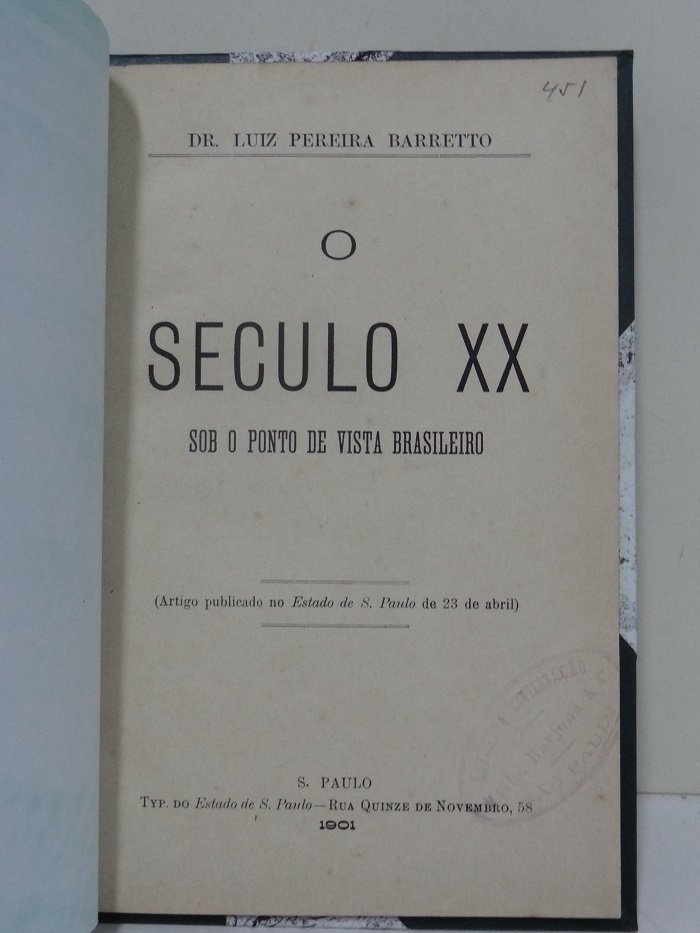 451
DR. LUIZ PEREIRA BARRETTO
O
SECULO XX
SOB O PONTO DE VISTA BRASILEIRO
(Artigo publicado no Estado de S. Paulo de 23 de abril)
S. PAULO
TYP. DO Estado de S. Paulo—RUA QUINZE DE NOVEMBRO, 58
1901